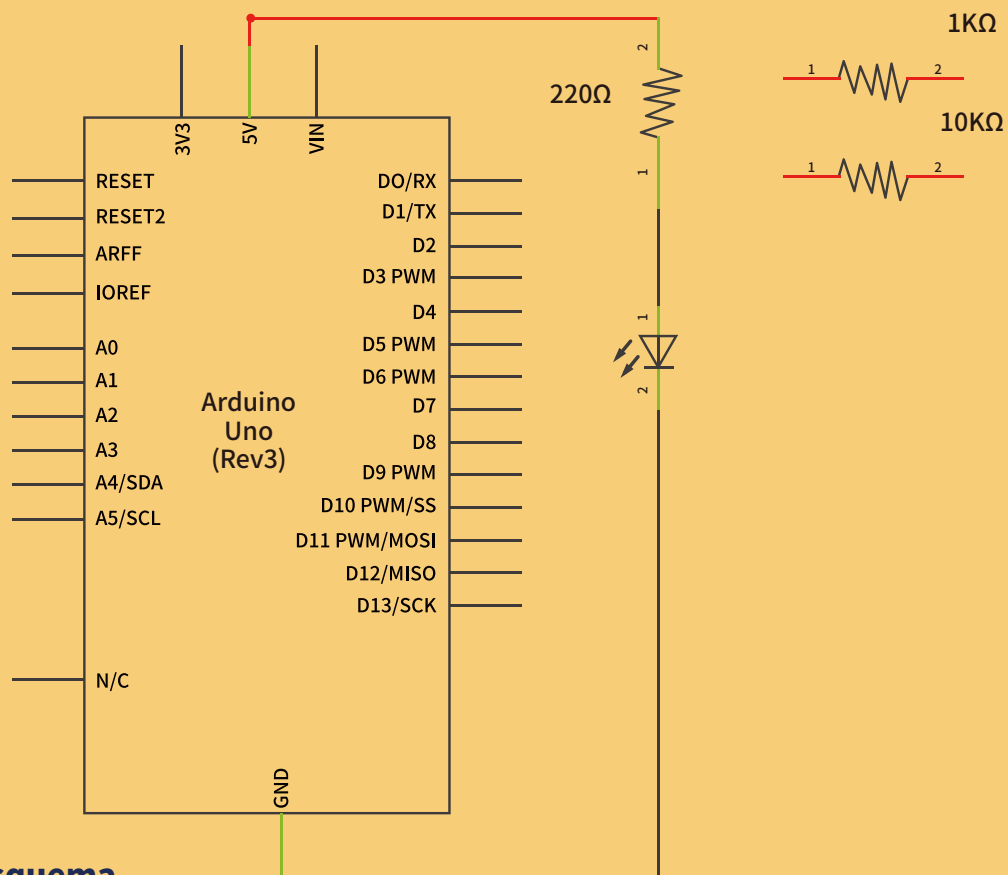 1KΩ
2
1
2
220Ω
10KΩ
1
2
1
3V3
5V
VIN
RESET
RESET2
ARFF
IOREF
A0
A1
A2
A3
A4/SDA
A5/SCL
N/C
Arduino
Uno
(Rev3)
DO/RX
D1/TX
D2
D3 PWM
D4
D5 PWM
D6 PWM
D7
D8
D9 PWM
D10 PWM/SS
D11 PWM/MOSI
D12/MISO
D13/SCK
GND
1
2
squema